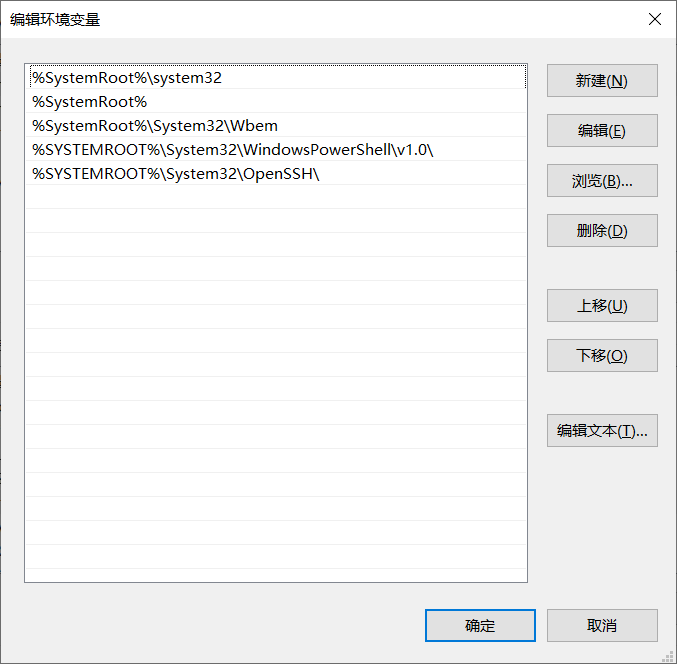 编辑环境变量
%SystemRoot%\system32
%SystemRoot%
%SystemRoot%\System32\Wbem
%SYSTEMROOT%\System32\WindowsPowerShell\v1.0\
%SYSTEMROOT%\System32\OpenSSH\
新建(N)
编辑(E)
浏览(B)...
删除(D)
上移(U)
下移(O)
编辑文本(T)...
确定
取消